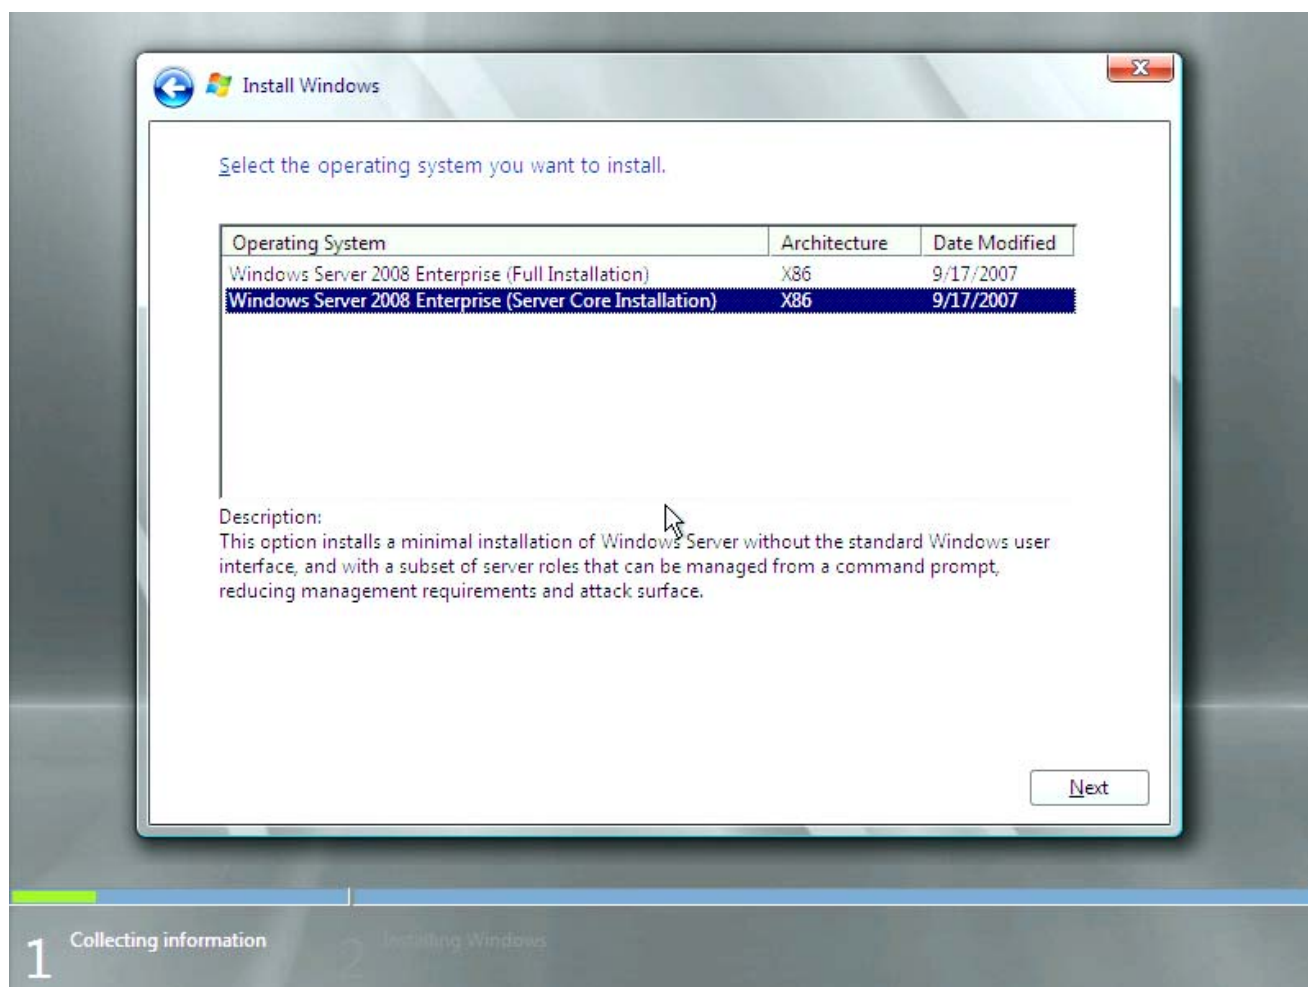 Install Windows
Select the operating system you want to install.
Operating System Architecture Date Modified
Windows Server 2008 Enterprise (Full Installation) X86 9/17/2007
Windows Server 2008 Enterprise (Server Core Installation) X86 9/17/2007
Description:
This option installs a minimal installation of Windows Server without the standard Windows user
interface, and with a subset of server roles that can be managed from a command prompt,
reducing management requirements and attack surface.
Next
1 Collecting information 2 Installing Windows